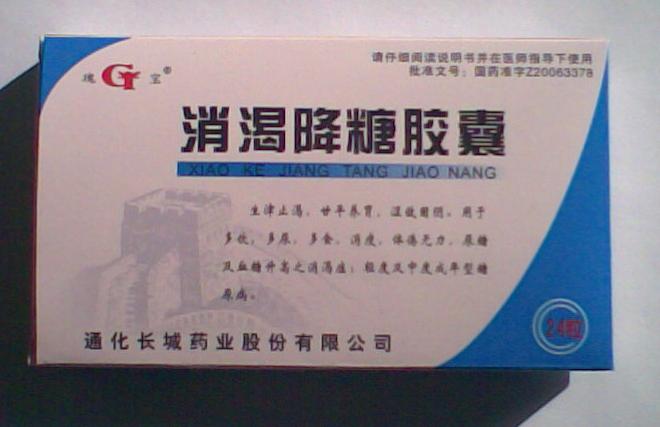 请仔细阅读说明书并在医师指导下使用
批准文号：国药准字Z20063378
瑰 宝®
消渴降糖胶囊
XIAO KE JIANG TANG JIAO NANG
生津止渴，甘平养胃，涩敛固阴。用于
多饮，多尿，多食，消瘦，体倦无力，尿糖
及血糖升高之消渴症；轻度及中度成年型糖
尿病。
24粒
通化长城药业股份有限公司